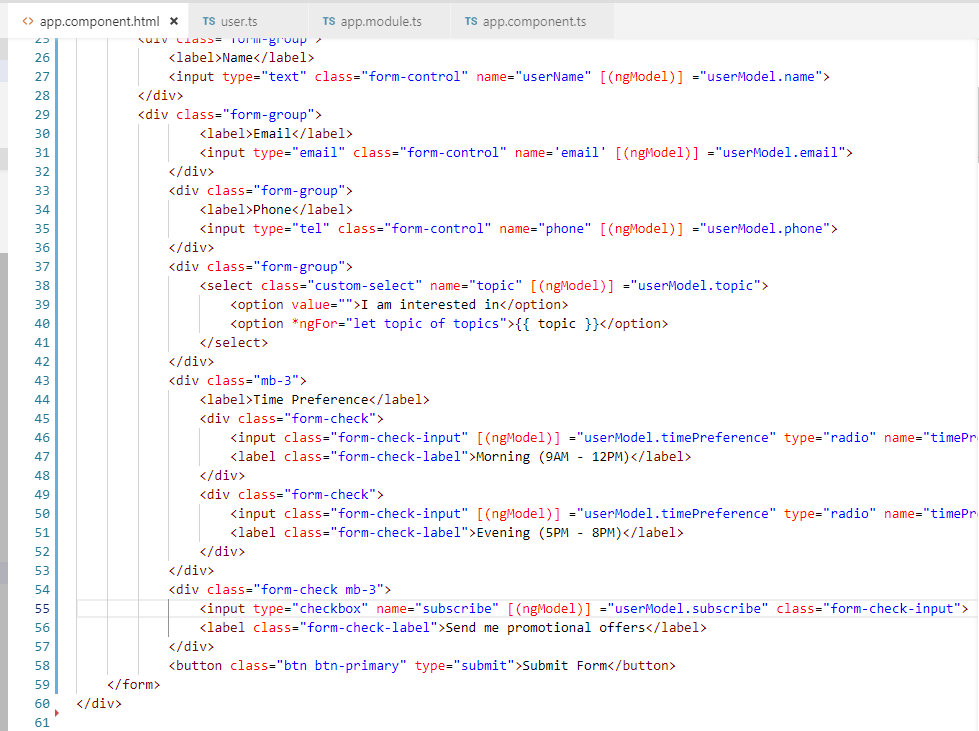 <> app.component.html × TS user.ts TS app.module.ts TS app.component.ts
25 <div class="form-group">
26 <label>Name</label>
27 <input type="text" class="form-control" name="userName" [(ngModel)] ="userModel.name">
28 </div>
29 <div class="form-group">
30 <label>Email</label>
31 <input type="email" class="form-control" name='email' [(ngModel)] ="userModel.email">
32 </div>
33 <div class="form-group">
34 <label>Phone</label>
35 <input type="tel" class="form-control" name="phone" [(ngModel)] ="userModel.phone">
36 </div>
37 <div class="form-group">
38 <select class="custom-select" name="topic" [(ngModel)] ="userModel.topic">
39 <option value="">I am interested in</option>
40 <option *ngFor="let topic of topics">{{ topic }}</option>
41 </select>
42 </div>
43 <div class="mb-3">
44 <label>Time Preference</label>
45 <div class="form-check">
46 <input class="form-check-input" [(ngModel)] ="userModel.timePreference" type="radio" name="timePr
47 <label class="form-check-label">Morning (9AM - 12PM)</label>
48 </div>
49 <div class="form-check">
50 <input class="form-check-input" [(ngModel)] ="userModel.timePreference" type="radio" name="timePr
51 <label class="form-check-label">Evening (5PM - 8PM)</label>
52 </div>
53 </div>
54 <div class="form-check mb-3">
55 <input type="checkbox" name="subscribe" [(ngModel)] ="userModel.subscribe" class="form-check-input">
56 <label class="form-check-label">Send me promotional offers</label>
57 </div>
58 <button class="btn btn-primary" type="submit">Submit Form</button>
59 </form>
60 </div>
61